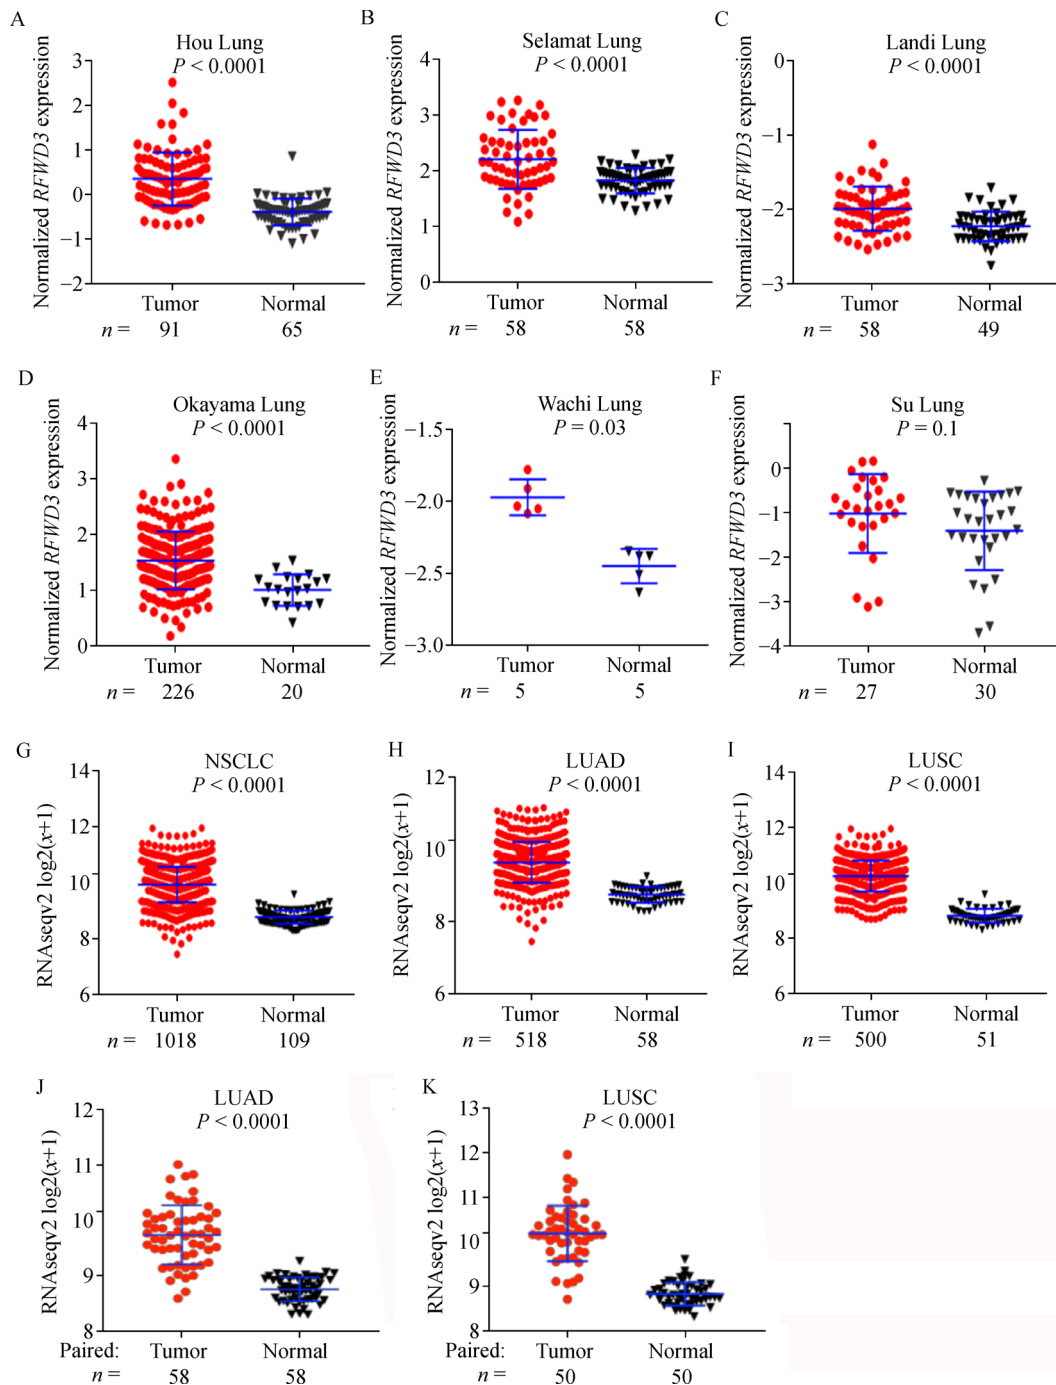 A
Hou Lung
P < 0.0001
Normalized RFWD3 expression
3
2
1
0
−1
−2
Tumor Normal
n = 91 65
B
Selamat Lung
P < 0.0001
Normalized RFWD3 expression
4
3
2
1
0
Tumor Normal
n = 58 58
C
Landi Lung
P < 0.0001
Normalized RFWD3 expression
0
−1
−2
−3
Tumor Normal
n = 58 49
D
Okayama Lung
P < 0.0001
Normalized RFWD3 expression
4
3
2
1
0
Tumor Normal
n = 226 20
E
Wachi Lung
P = 0.03
Normalized RFWD3 expression
−1.5
−2.0
−2.5
−3.0
Tumor Normal
n = 5 5
F
Su Lung
P = 0.1
Normalized RFWD3 expression
0
−1
−2
−3
−4
Tumor Normal
n = 27 30
G
NSCLC
P < 0.0001
RNAseqv2 log2(x+1)
14
12
10
8
6
Tumor Normal
n = 1018 109
H
LUAD
P < 0.0001
RNAseqv2 log2(x+1)
12
10
8
6
Tumor Normal
n = 518 58
I
LUSC
P < 0.0001
RNAseqv2 log2(x+1)
14
12
10
8
6
Tumor Normal
n = 500 51
J
LUAD
P < 0.0001
RNAseqv2 log2(x+1)
12
11
10
9
8
Paired: Tumor Normal
n = 58 58
K
LUSC
P < 0.0001
RNAseqv2 log2(x+1)
13
12
11
10
9
8
Tumor Normal
n = 50 50